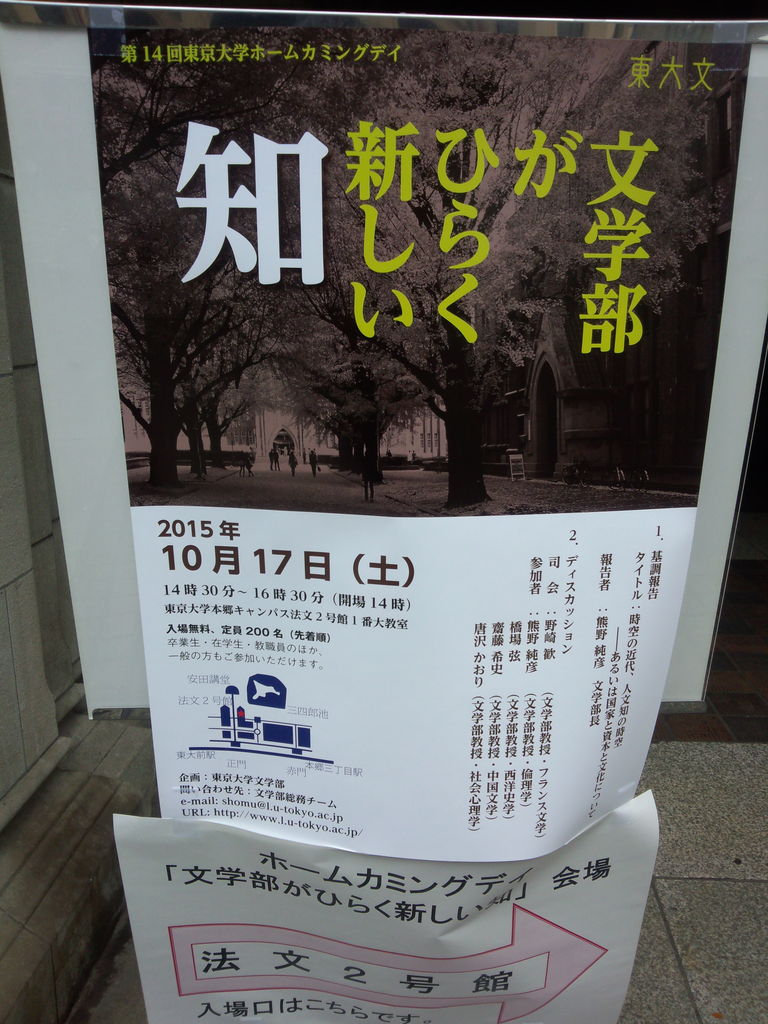 第14回東京大学ホームカミングデイ
東大文
文学部
が
ひらく
新しい
知
2015年
10月17日（土）
14時30分～16時30分（開場14時）
東京大学本郷キャンパス法文2号館1番大教室
入場無料、定員200名（先着順）
卒業生・在学生・教職員のほか、
一般の方もご参加いただけます。
安田講堂
法文2号館
三四郎池
東大前駅
正門
赤門
本郷三丁目駅
企画：東京大学文学部
問い合わせ先：文学部総務チーム
e-mail: shomu@l.u-tokyo.ac.jp
URL: http://www.l.u-tokyo.ac.jp/
1. 基調報告
タイトル：時空の近代、人文知の時空
――あるいは国家と資本と文化について
報告者：熊野 純彦 文学部長
2. ディスカッション
司会：野崎 歓（文学部教授・フランス文学）
参加者：熊野 純彦（文学部教授・倫理学）
橋場 弦（文学部教授・西洋史学）
齋藤 希史（文学部教授・中国文学）
唐沢 かおり（文学部教授・社会心理学）
ホームカミングデイ
「文学部がひらく新しい知」会場
法文2号館
入場口はこちらです。